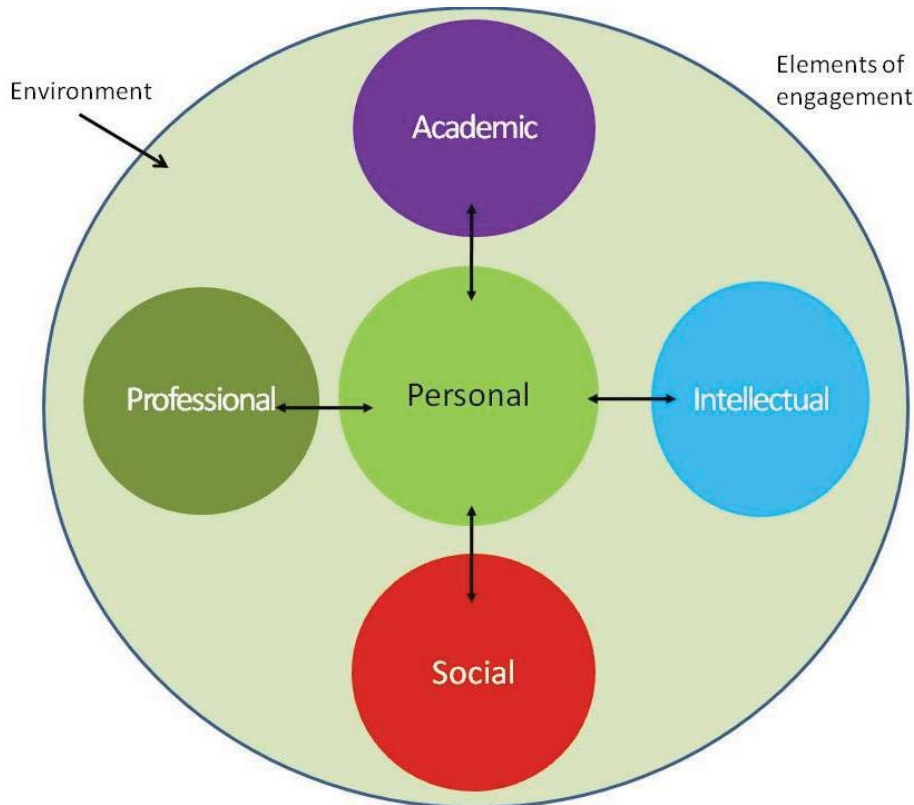 Environment
Elements of
engagement
Academic
Professional
Personal
Intellectual
Social